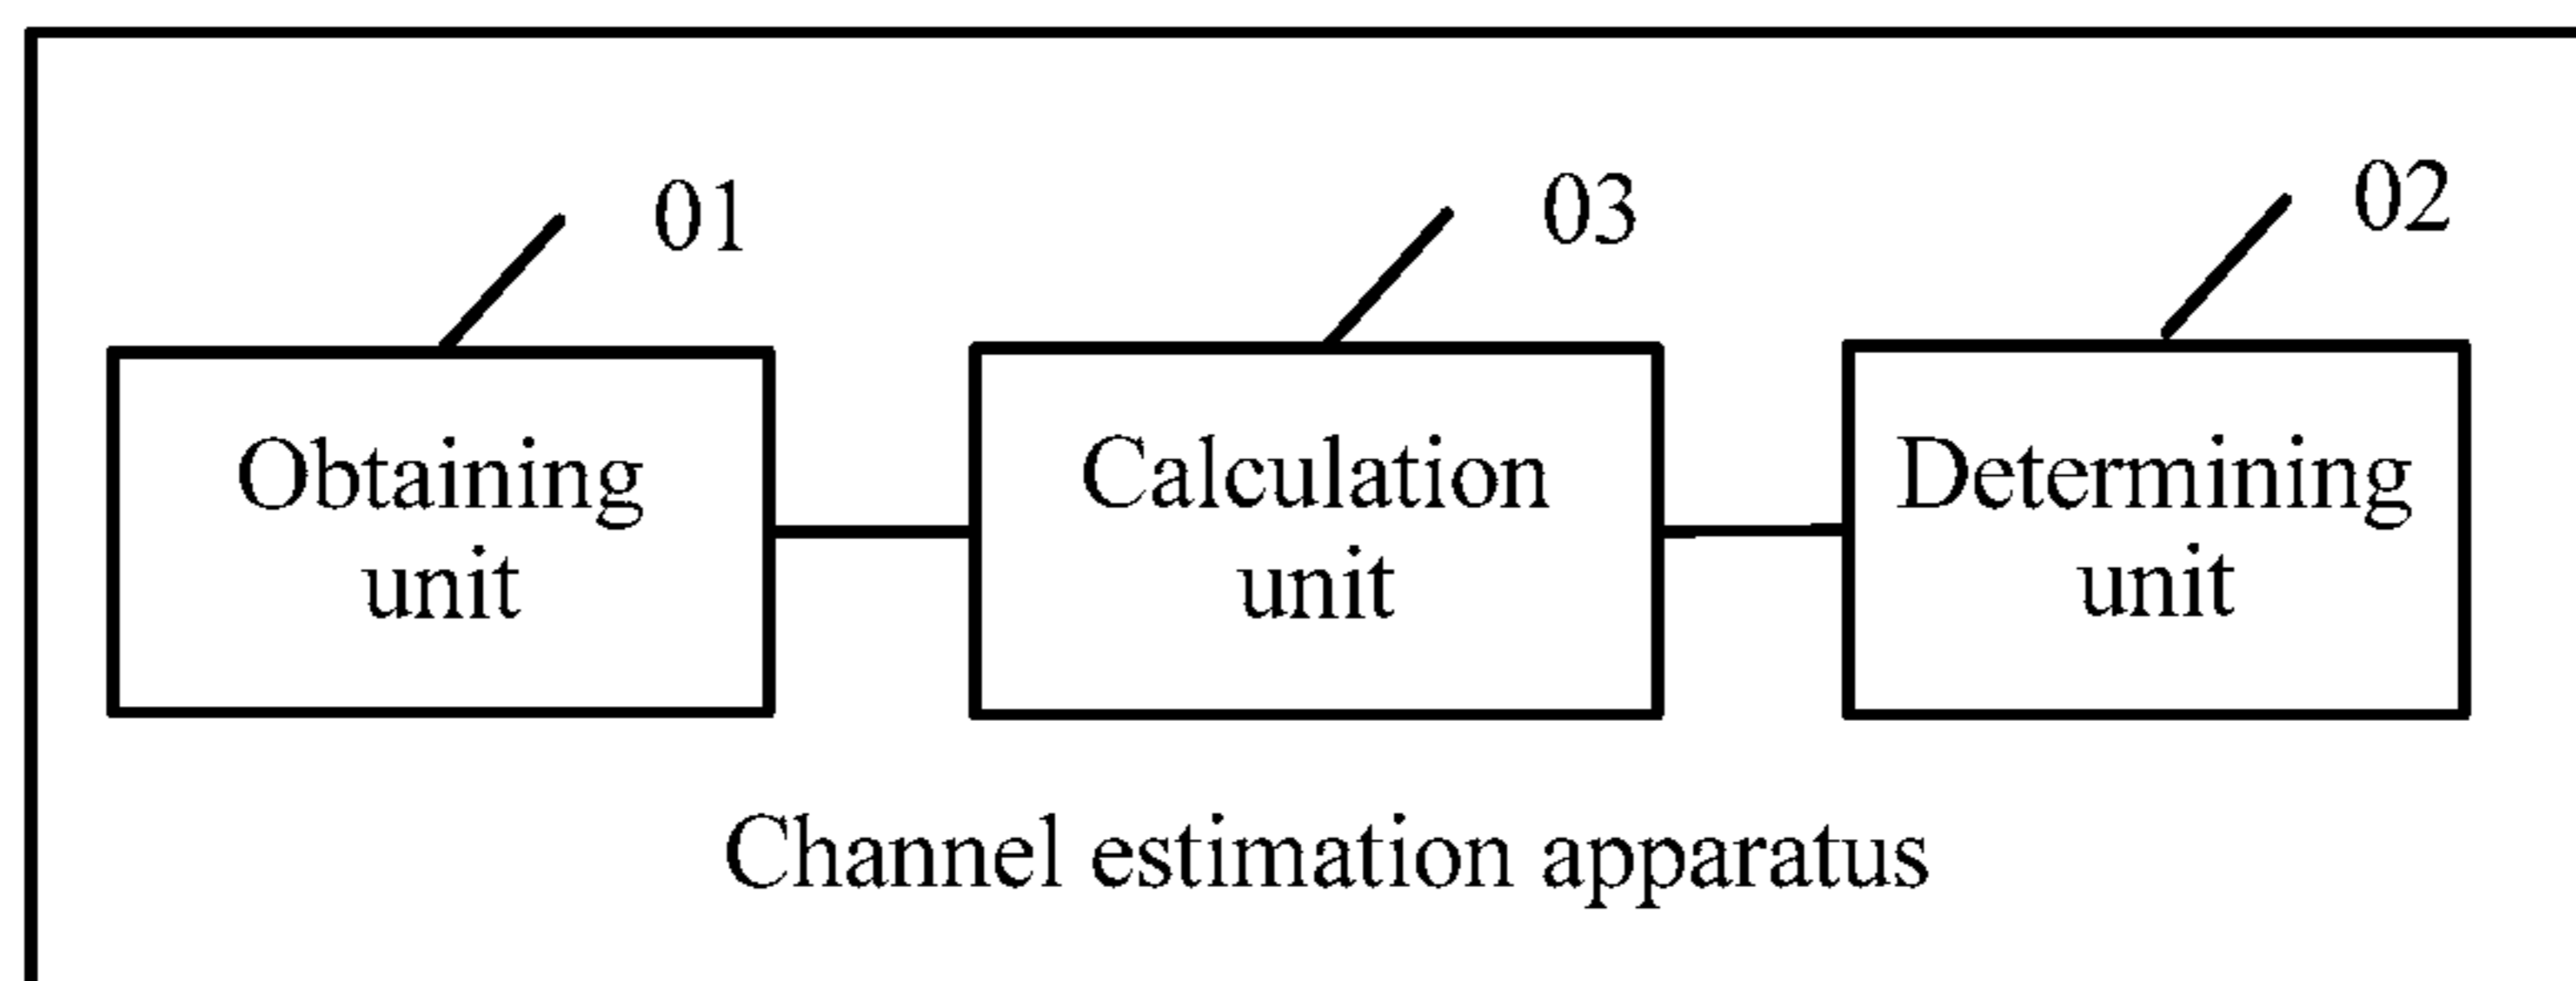 01
03
02
Obtaining
unit
Calculation
unit
Determining
unit
Channel estimation apparatus